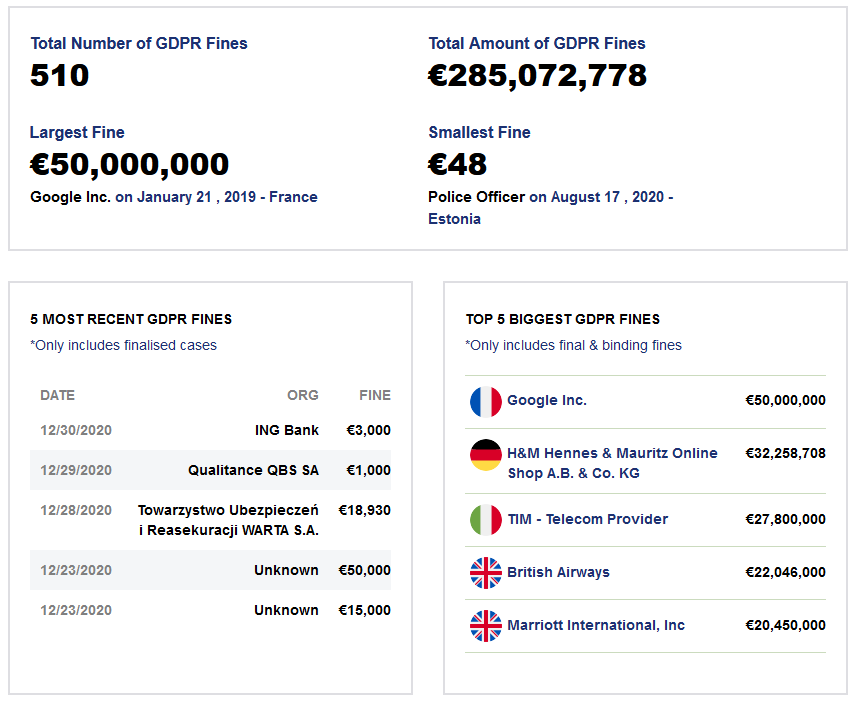 Total Number of GDPR Fines
510
Total Amount of GDPR Fines
€285,072,778
Largest Fine
€50,000,000
Google Inc. on January 21 , 2019 - France
Smallest Fine
€48
Police Officer on August 17 , 2020 -
Estonia
5 MOST RECENT GDPR FINES
*Only includes finalised cases
DATE ORG FINE
12/30/2020 ING Bank €3,000
12/29/2020 Qualitance QBS SA €1,000
12/28/2020 Towarzystwo Ubezpieczeń €18,930
i Reasekuracji WARTA S.A.
12/23/2020 Unknown €50,000
12/23/2020 Unknown €15,000
TOP 5 BIGGEST GDPR FINES
*Only includes final & binding fines
Google Inc. €50,000,000
H&M Hennes & Mauritz Online €32,258,708
Shop A.B. & Co. KG
TIM - Telecom Provider €27,800,000
British Airways €22,046,000
Marriott International, Inc €20,450,000